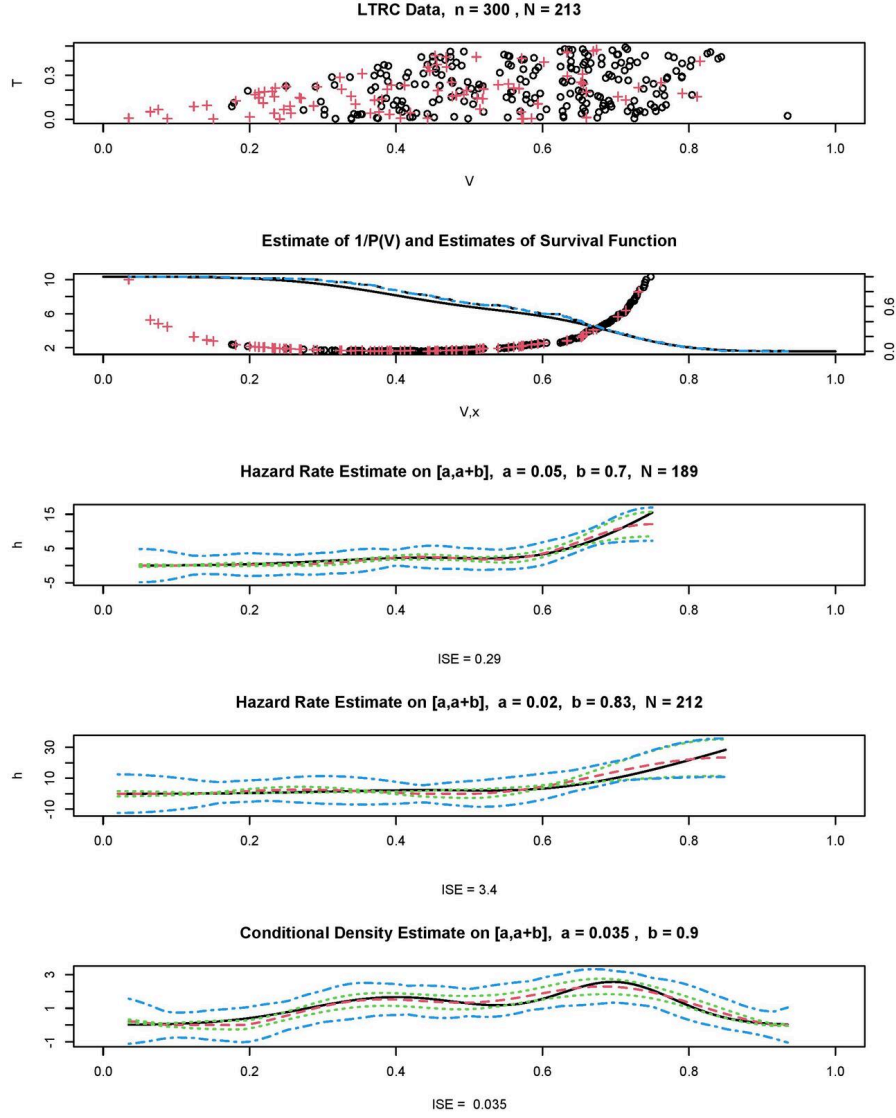 LTRC Data, n = 300 , N = 213
T
0.3
0.0
0.0 0.2 0.4 0.6 0.8 1.0
V
Estimate of 1/P(V) and Estimates of Survival Function
10
6
2
0.6
0.0
0.0 0.2 0.4 0.6 0.8 1.0
V,x
Hazard Rate Estimate on [a,a+b], a = 0.05, b = 0.7, N = 189
h
15
5
-5
0.0 0.2 0.4 0.6 0.8 1.0
ISE = 0.29
Hazard Rate Estimate on [a,a+b], a = 0.02, b = 0.83, N = 212
h
30
10
-10
0.0 0.2 0.4 0.6 0.8 1.0
ISE = 3.4
Conditional Density Estimate on [a,a+b], a = 0.035 , b = 0.9
3
1
-1
0.0 0.2 0.4 0.6 0.8 1.0
ISE = 0.035